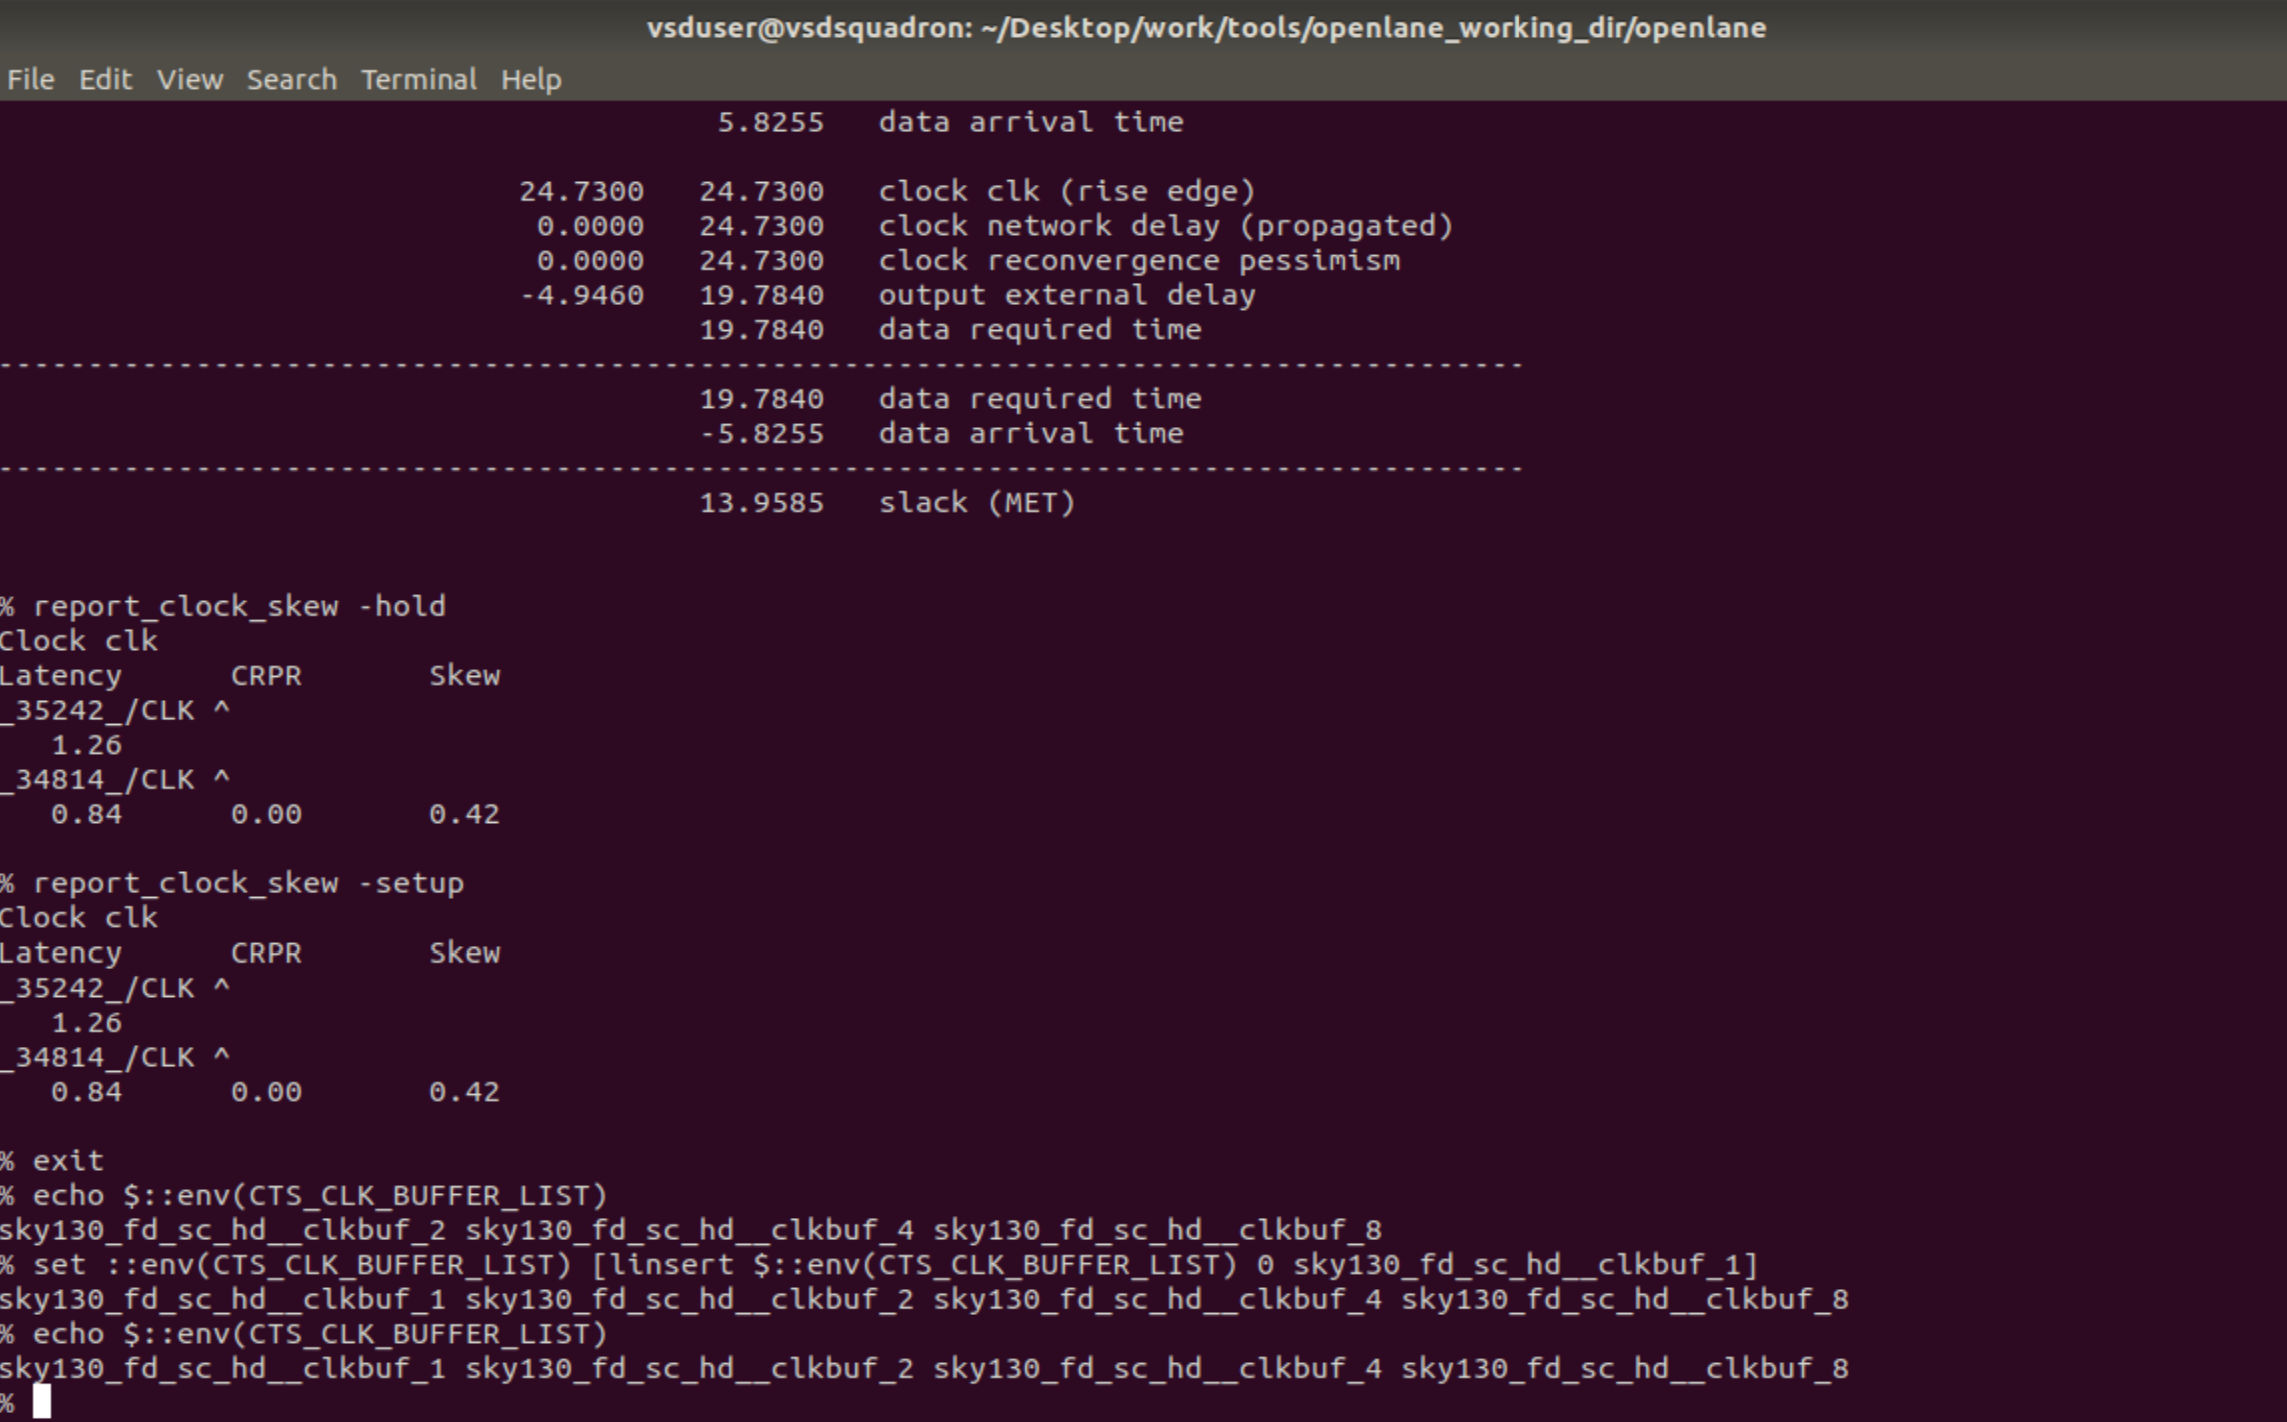 vsduser@vsdsquadron: ~/Desktop/work/tools/openlane_working_dir/openlane
File Edit View Search Terminal Help
5.8255 data arrival time
24.7300 24.7300 clock clk (rise edge)
0.0000 24.7300 clock network delay (propagated)
0.0000 24.7300 clock reconvergence pessimism
-4.9460 19.7840 output external delay
19.7840 data required time
-------------------------------------------------------------------------------------
19.7840 data required time
-5.8255 data arrival time
-------------------------------------------------------------------------------------
13.9585 slack (MET)
% report_clock_skew -hold
Clock clk
Latency CRPR Skew
_35242_/CLK ^
1.26
_34814_/CLK ^
0.84 0.00 0.42
% report_clock_skew -setup
Clock clk
Latency CRPR Skew
_35242_/CLK ^
1.26
_34814_/CLK ^
0.84 0.00 0.42
% exit
% echo $::env(CTS_CLK_BUFFER_LIST)
sky130_fd_sc_hd__clkbuf_2 sky130_fd_sc_hd__clkbuf_4 sky130_fd_sc_hd__clkbuf_8
% set ::env(CTS_CLK_BUFFER_LIST) [linsert $::env(CTS_CLK_BUFFER_LIST) 0 sky130_fd_sc_hd__clkbuf_1]
sky130_fd_sc_hd__clkbuf_1 sky130_fd_sc_hd__clkbuf_2 sky130_fd_sc_hd__clkbuf_4 sky130_fd_sc_hd__clkbuf_8
% echo $::env(CTS_CLK_BUFFER_LIST)
sky130_fd_sc_hd__clkbuf_1 sky130_fd_sc_hd__clkbuf_2 sky130_fd_sc_hd__clkbuf_4 sky130_fd_sc_hd__clkbuf_8
%